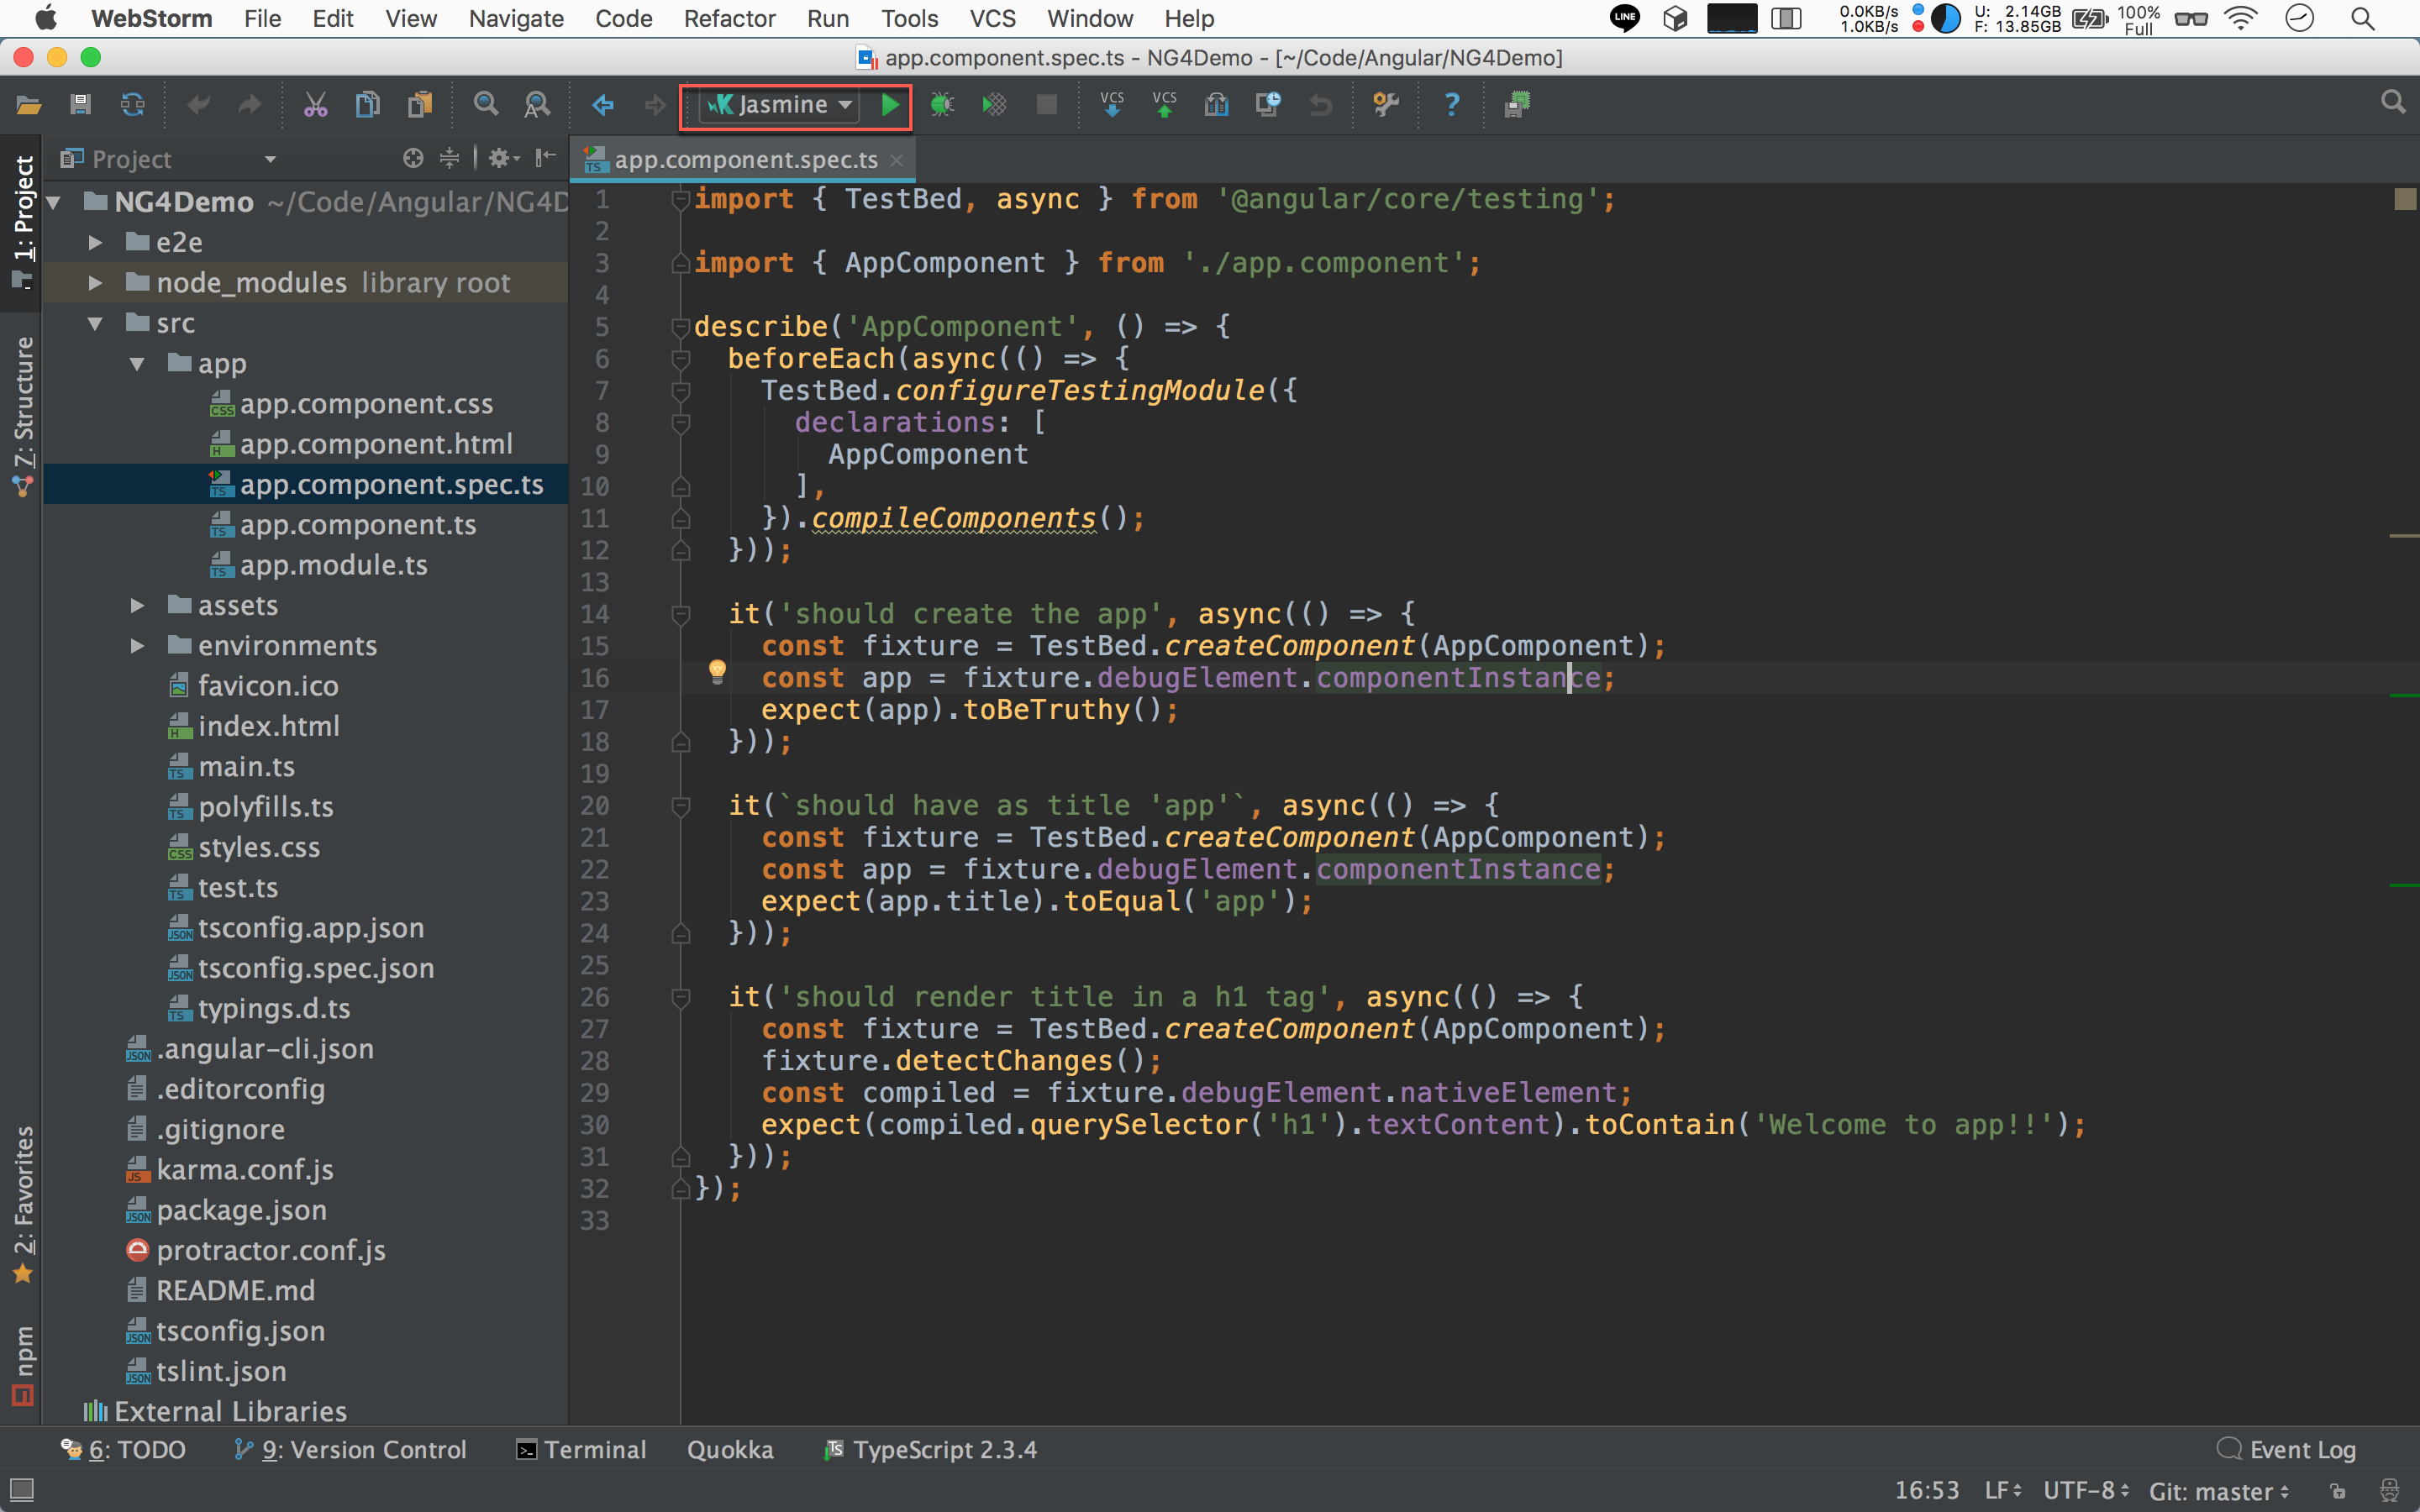 WebStorm File Edit View Navigate Code Refactor Run Tools VCS Window Help LINE 0.0KB/s 1.0KB/s U: 2.14GB F: 13.85GB 100% Full
app.component.spec.ts - NG4Demo - [~/Code/Angular/NG4Demo]
Jasmine VCS VCS ?
1: Project
Project
app.component.spec.ts
NG4Demo ~/Code/Angular/NG4D
e2e
node_modules library root
src
app
app.component.css
app.component.html
app.component.spec.ts
app.component.ts
app.module.ts
assets
environments
favicon.ico
index.html
main.ts
polyfills.ts
styles.css
test.ts
tsconfig.app.json
tsconfig.spec.json
typings.d.ts
.angular-cli.json
.editorconfig
.gitignore
karma.conf.js
package.json
protractor.conf.js
README.md
tsconfig.json
tslint.json
External Libraries
Z: Structure
2: Favorites
npm
1 import { TestBed, async } from '@angular/core/testing';
2
3 import { AppComponent } from './app.component';
4
5 describe('AppComponent', () => {
6 beforeEach(async(() => {
7 TestBed.configureTestingModule({
8 declarations: [
9 AppComponent
10 ],
11 }).compileComponents();
12 }));
13
14 it('should create the app', async(() => {
15 const fixture = TestBed.createComponent(AppComponent);
16 const app = fixture.debugElement.componentInstance;
17 expect(app).toBeTruthy();
18 }));
19
20 it(`should have as title 'app'`, async(() => {
21 const fixture = TestBed.createComponent(AppComponent);
22 const app = fixture.debugElement.componentInstance;
23 expect(app.title).toEqual('app');
24 }));
25
26 it('should render title in a h1 tag', async(() => {
27 const fixture = TestBed.createComponent(AppComponent);
28 fixture.detectChanges();
29 const compiled = fixture.debugElement.nativeElement;
30 expect(compiled.querySelector('h1').textContent).toContain('Welcome to app!!');
31 }));
32 });
33
6: TODO 9: Version Control Terminal Quokka TypeScript 2.3.4 Event Log
16:53 LF UTF-8 Git: master